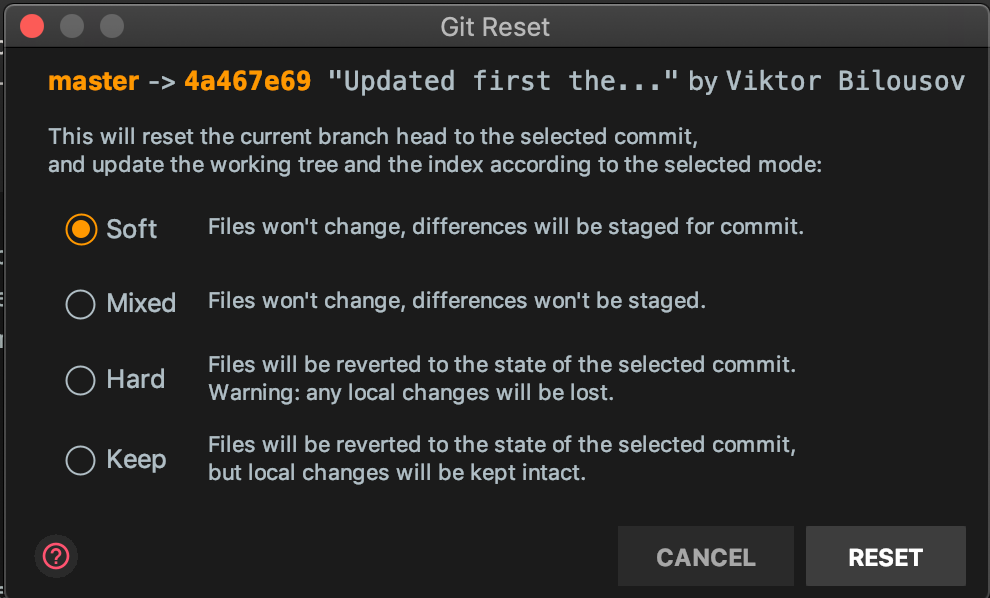 Git Reset
master -> 4a467e69 "Updated first the..." by Viktor Bilousov
This will reset the current branch head to the selected commit,
and update the working tree and the index according to the selected mode:
Soft Files won't change, differences will be staged for commit.
Mixed Files won't change, differences won't be staged.
Hard Files will be reverted to the state of the selected commit.
Warning: any local changes will be lost.
Keep Files will be reverted to the state of the selected commit,
but local changes will be kept intact.
? CANCEL RESET